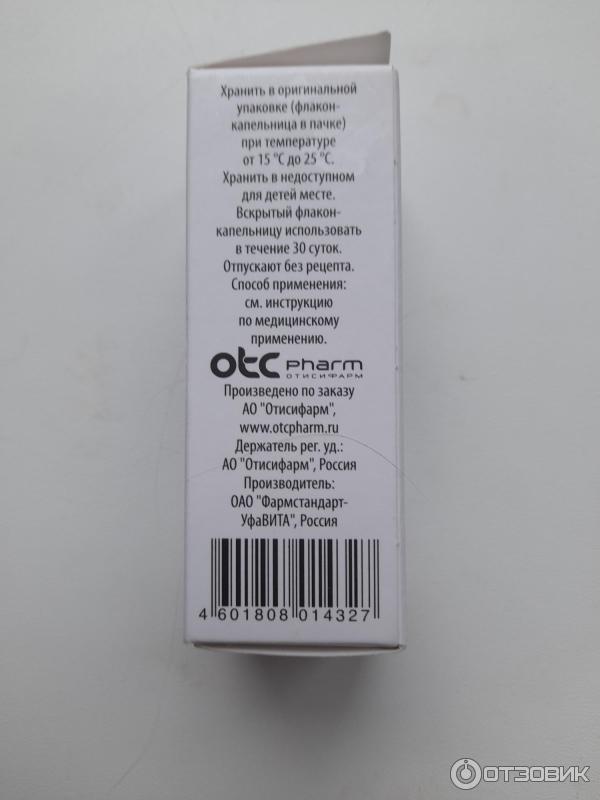 Хранить в оригинальной
упаковке (флакон-
капельница в пачке)
при температуре
от 15 °C до 25 °C.
Хранить в недоступном
для детей месте.
Вскрытый флакон-
капельницу использовать
в течение 30 суток.
Отпускают без рецепта.
Способ применения:
см. инструкцию
по медицинскому
применению.
otc pharm
ОТИСИФАРМ
Произведено по заказу
АО "Отисифарм",
www.otcpharm.ru
Держатель рег. уд.:
АО "Отисифарм", Россия
Производитель:
ОАО "Фармстандарт-
УфаВИТА", Россия
4 601808 014327
ОТЗОВИК